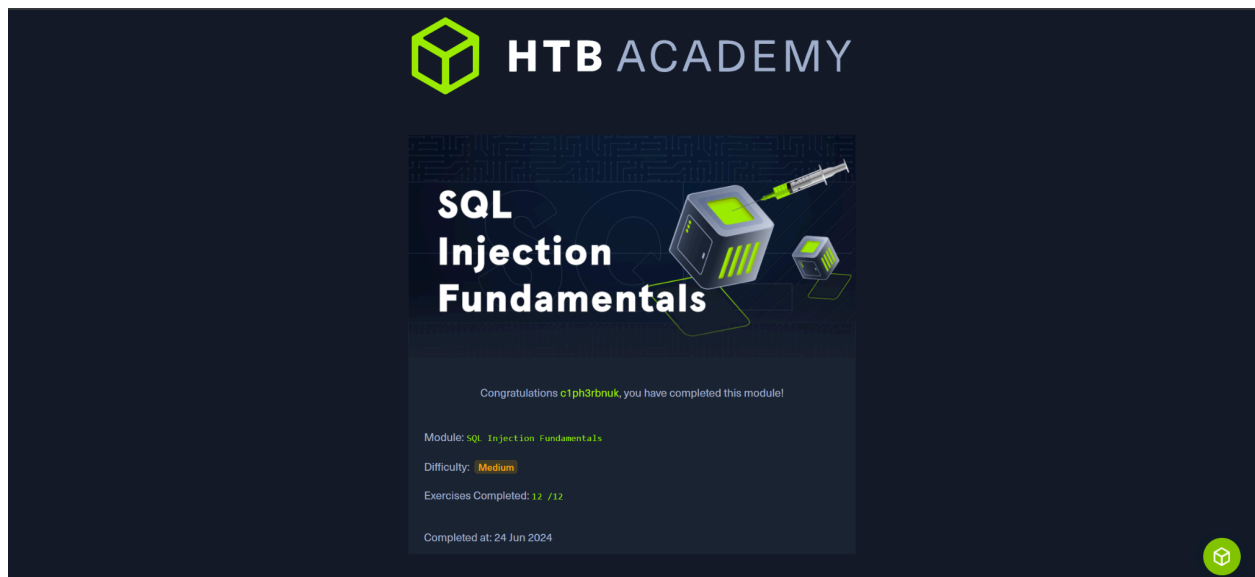 HTB ACADEMY
SQL
Injection
Fundamentals
Congratulations c1ph3rbnuk, you have completed this module!
Module: SQL Injection Fundamentals
Difficulty: Medium
Exercises Completed: 12 /12
Completed at: 24 Jun 2024